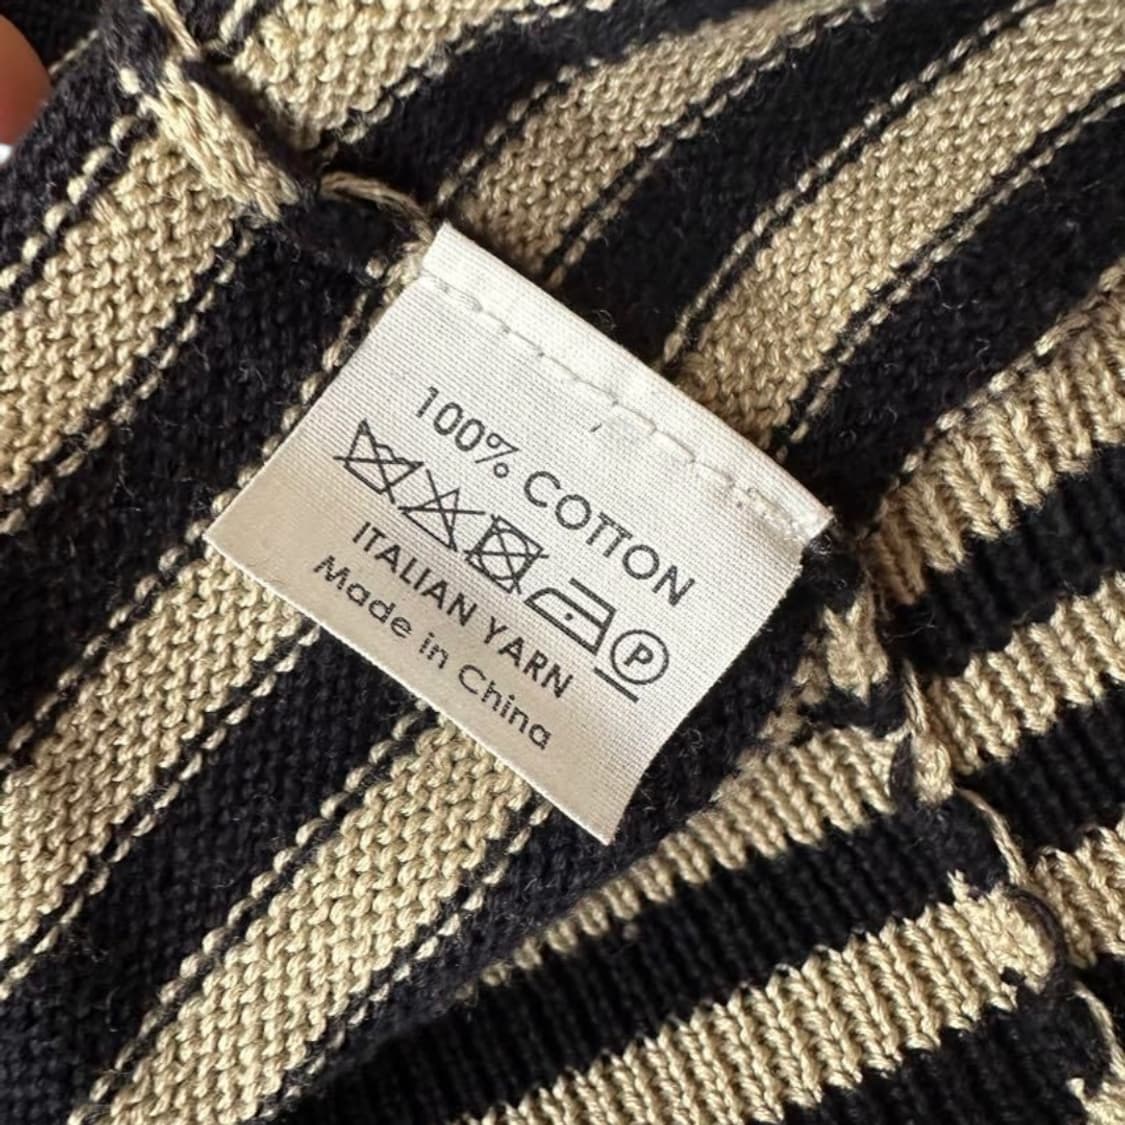 100% COTTON
P
ITALIAN YARN
Made in China